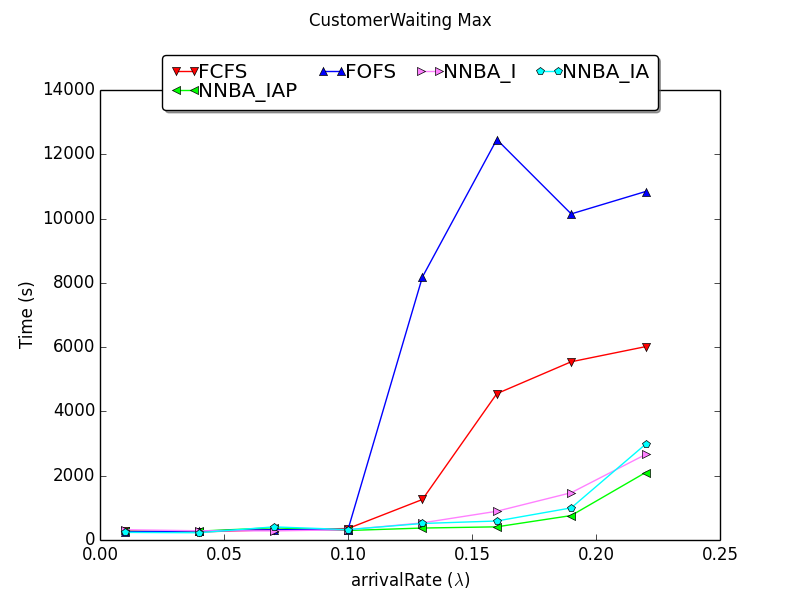 CustomerWaiting Max
FCFS FOFS NNBA_I NNBA_IA
NNBA_IAP
14000
12000
10000
8000
6000
4000
2000
0
Time (s)
0.00 0.05 0.10 0.15 0.20 0.25
arrivalRate (λ)